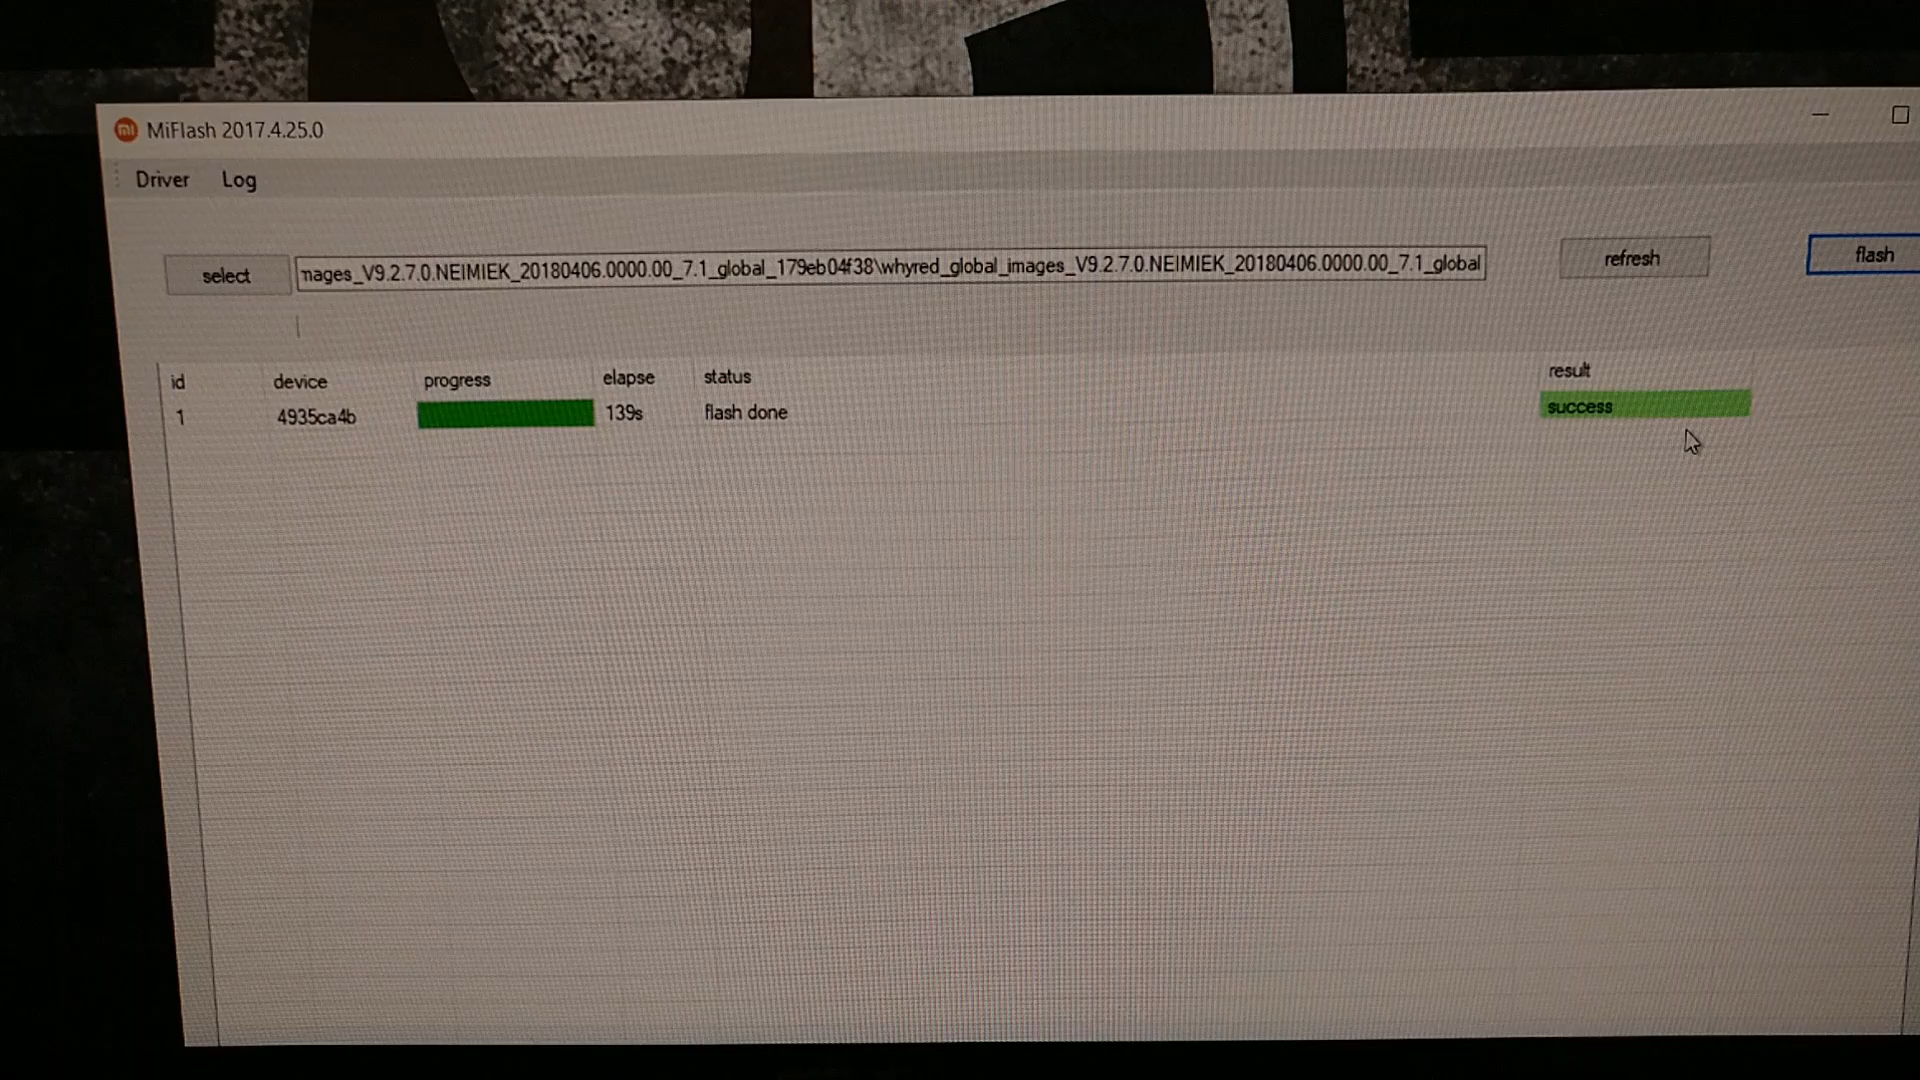 MiFlash 2017.4.25.0
Driver Log
select nages_V9.2.7.0.NEIMIEK_20180406.0000.00_7.1_global_179eb04f38\whyred_global_images_V9.2.7.0.NEIMIEK_20180406.0000.00_7.1_global refresh flash
id device progress elapse status result
1 4935ca4b 139s flash done success